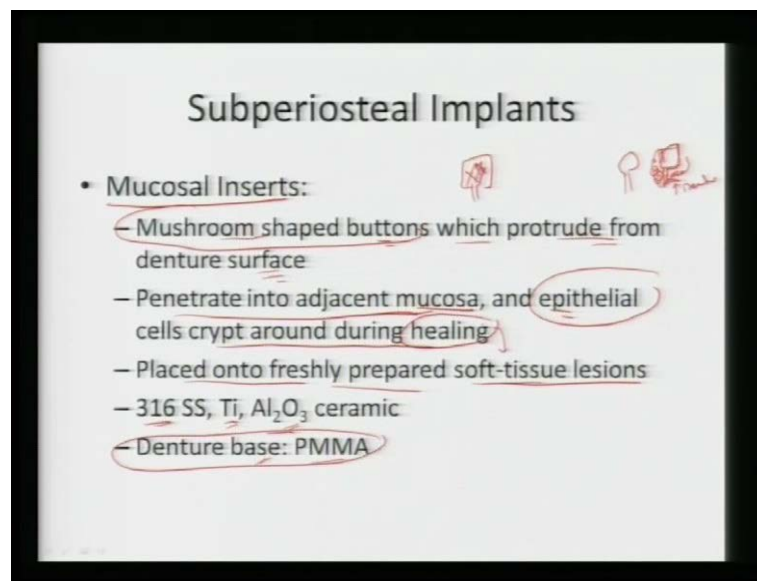 Subperiosteal Implants
• Mucosal Inserts:
– Mushroom shaped buttons which protrude from
denture surface
– Penetrate into adjacent mucosa, and epithelial
cells crypt around during healing
– Placed onto freshly prepared soft-tissue lesions
– 316 SS, Ti, Al₂O₃ ceramic
– Denture base: PMMA